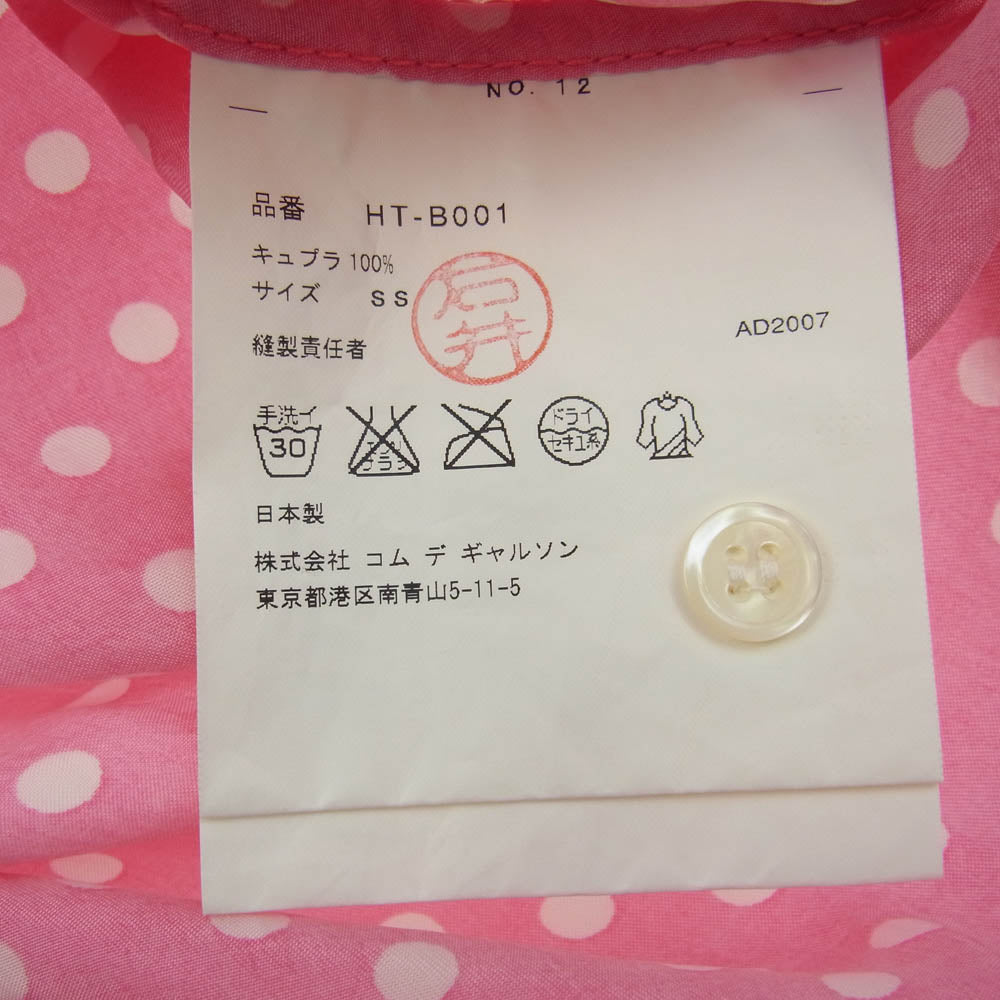 NO. 12
品番 HT-B001
キュプラ 100%
サイズ SS
石井
AD2007
縫製責任者
手洗イ
30
ドライ
セキユ系
日本製
株式会社 コム デ ギャルソン
東京都港区南青山5-11-5